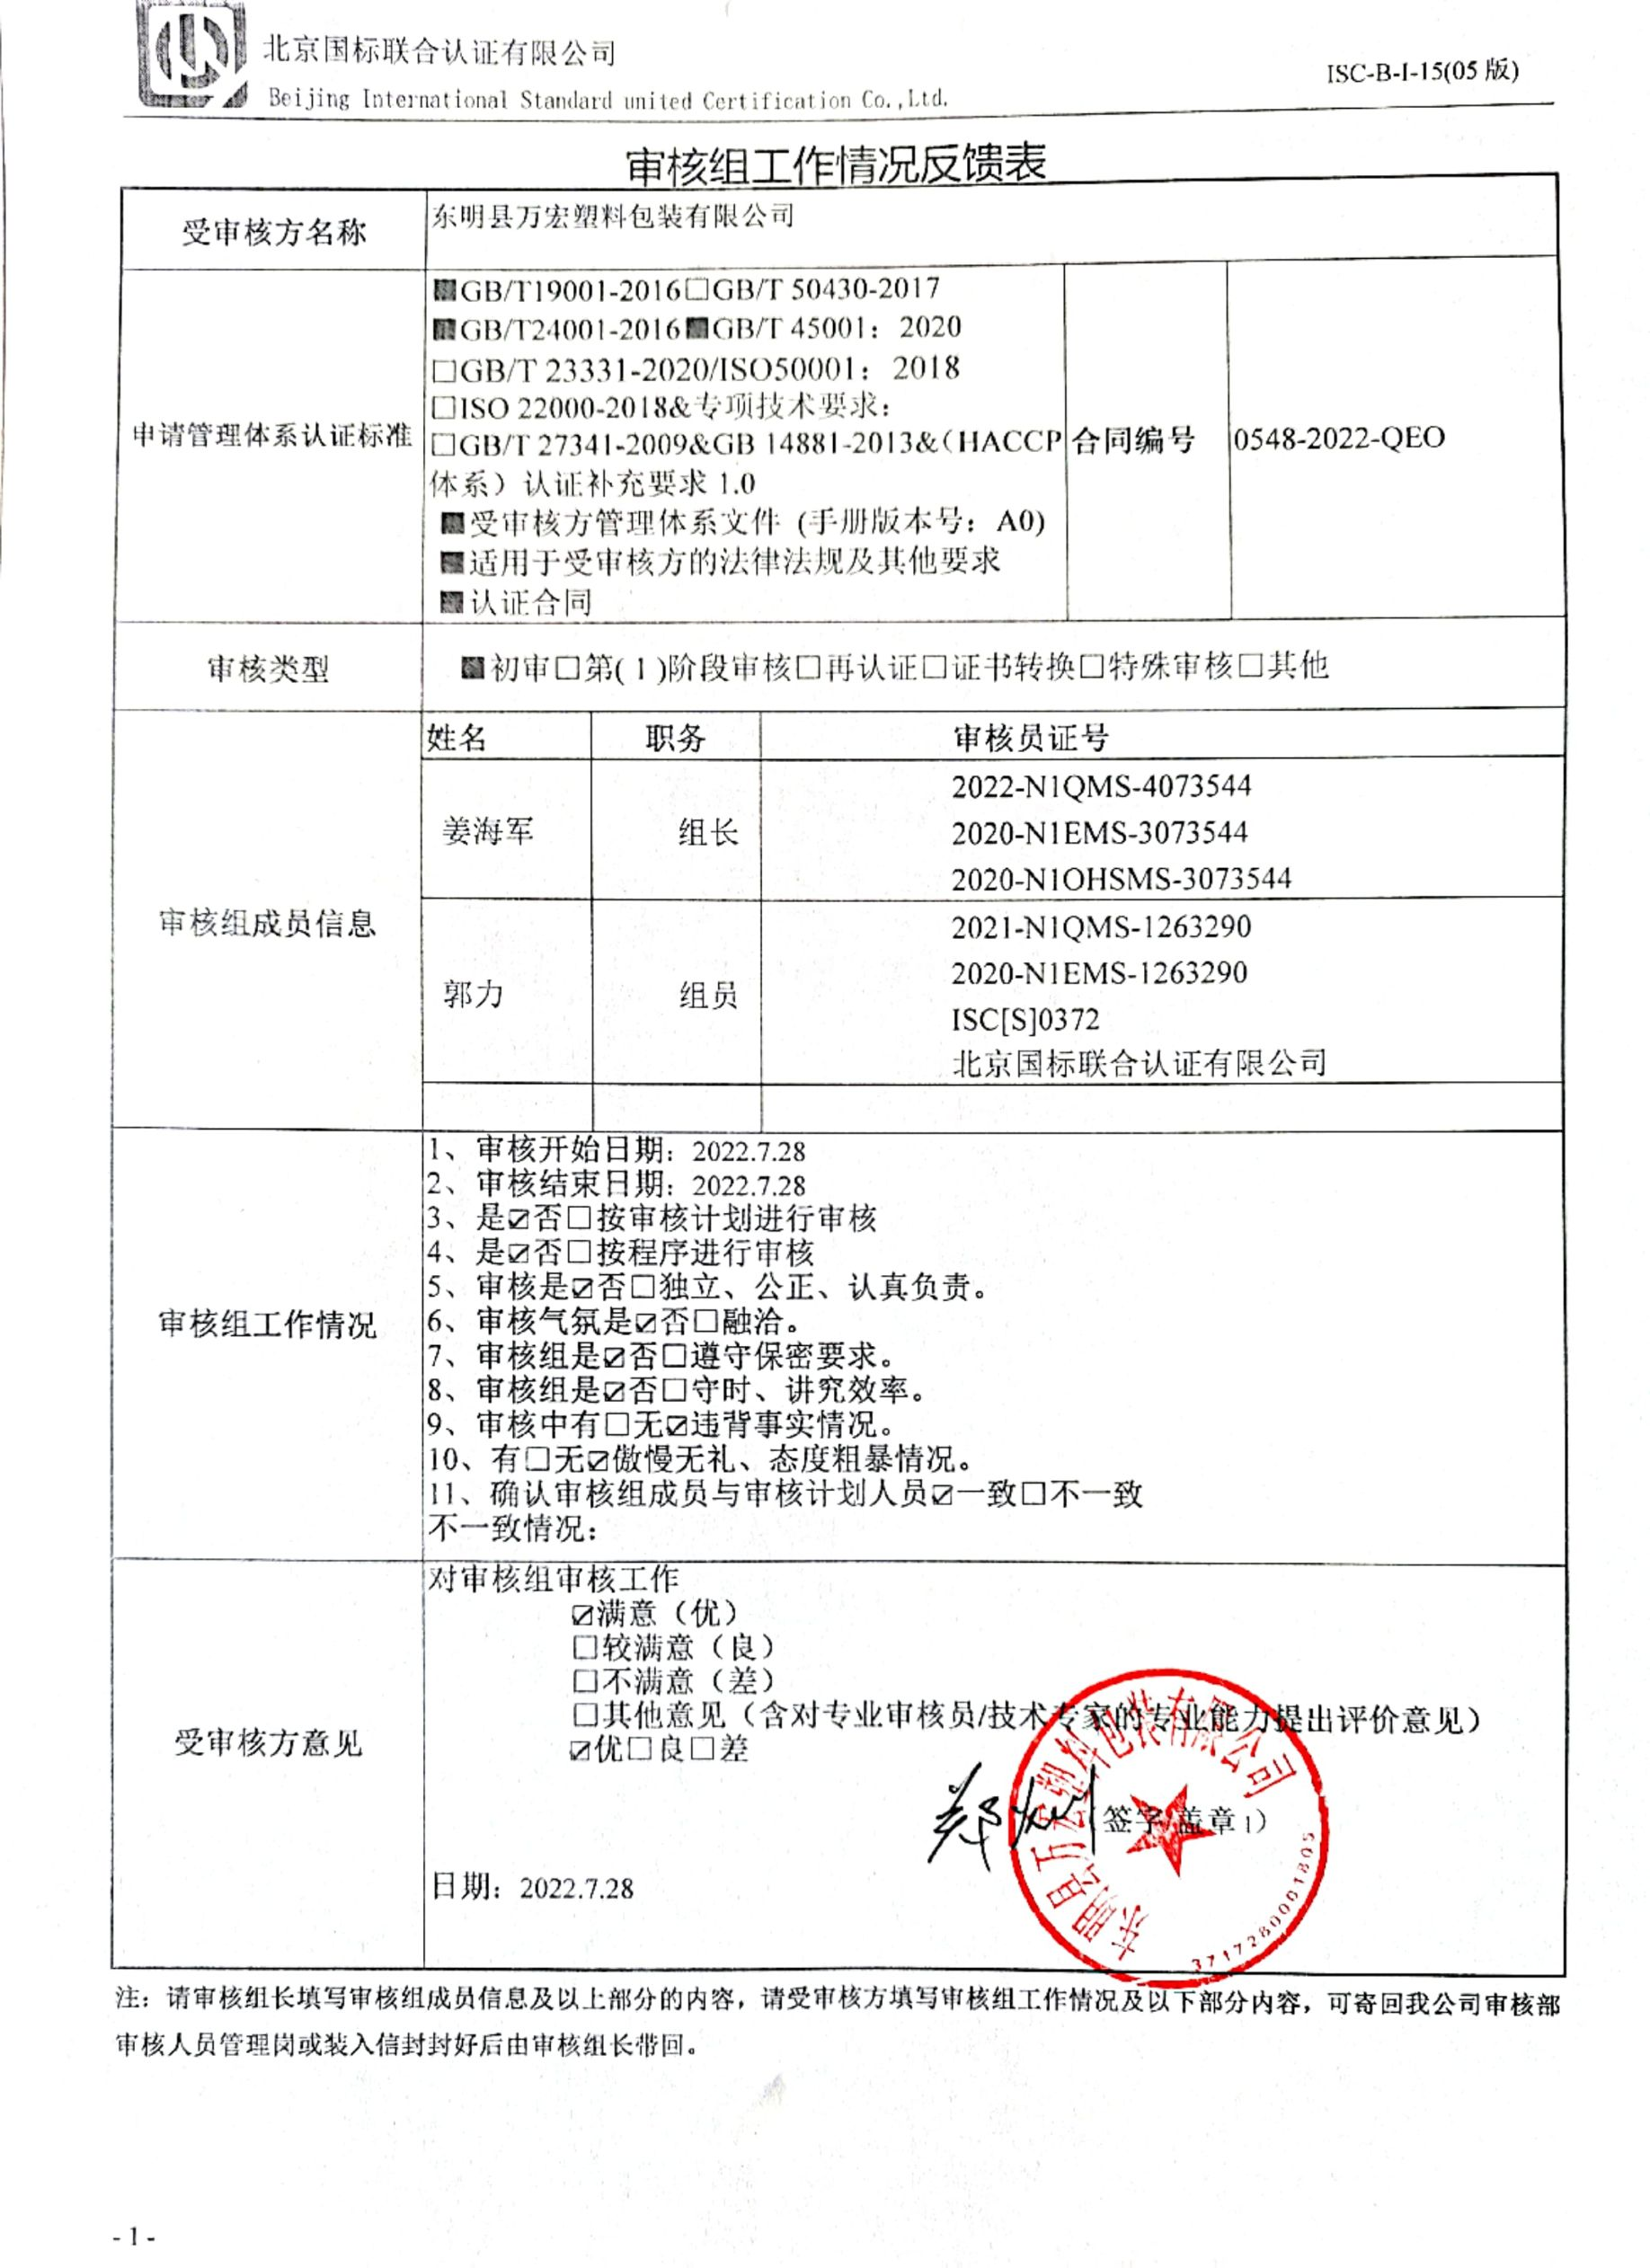 北京国标联合认证有限公司
Beijing International Standard united Certification Co.,Ltd.
ISC-B-I-15(05 版)
审核组工作情况反馈表
受审核方名称
东明县万宏塑料包装有限公司
申请管理体系认证标准
■GB/T19001-2016□GB/T 50430-2017
■GB/T24001-2016■GB/T 45001：2020
□GB/T 23331-2020/ISO50001：2018
□ISO 22000-2018&专项技术要求：
□GB/T 27341-2009&GB 14881-2013&（HACCP
体系）认证补充要求 1.0
■受审核方管理体系文件 (手册版本号：A0)
■适用于受审核方的法律法规及其他要求
■认证合同
合同编号
0548-2022-QEO
审核类型
■初审□第( 1 )阶段审核□再认证□证书转换□特殊审核□其他
审核组成员信息
姓名 职务 审核员证号
姜海军 组长
2022-N1QMS-4073544
2020-N1EMS-3073544
2020-N1OHSMS-3073544
郭力 组员
2021-N1QMS-1263290
2020-N1EMS-1263290
ISC[S]0372
北京国标联合认证有限公司
审核组工作情况
1、审核开始日期：2022.7.28
2、审核结束日期：2022.7.28
3、是☑否□按审核计划进行审核
4、是☑否□按程序进行审核
5、审核是☑否□独立、公正、认真负责。
6、审核气氛是☑否□融洽。
7、审核组是☑否□遵守保密要求。
8、审核组是☑否□守时、讲究效率。
9、审核中有□无☑违背事实情况。
10、有□无☑傲慢无礼、态度粗暴情况。
11、确认审核组成员与审核计划人员☑一致□不一致
不一致情况：
受审核方意见
对审核组审核工作
☑满意（优）
□较满意（良）
□不满意（差）
□其他意见（含对专业审核员/技术专家的专业能力提出评价意见）
☑优□良□差
签字 盖章1）
东明县万宏塑料包装有限公司
3717280001805
日期：2022.7.28
注：请审核组长填写审核组成员信息及以上部分的内容，请受审核方填写审核组工作情况及以下部分内容，可寄回我公司审核部
审核人员管理岗或装入信封封好后由审核组长带回。
- 1 -